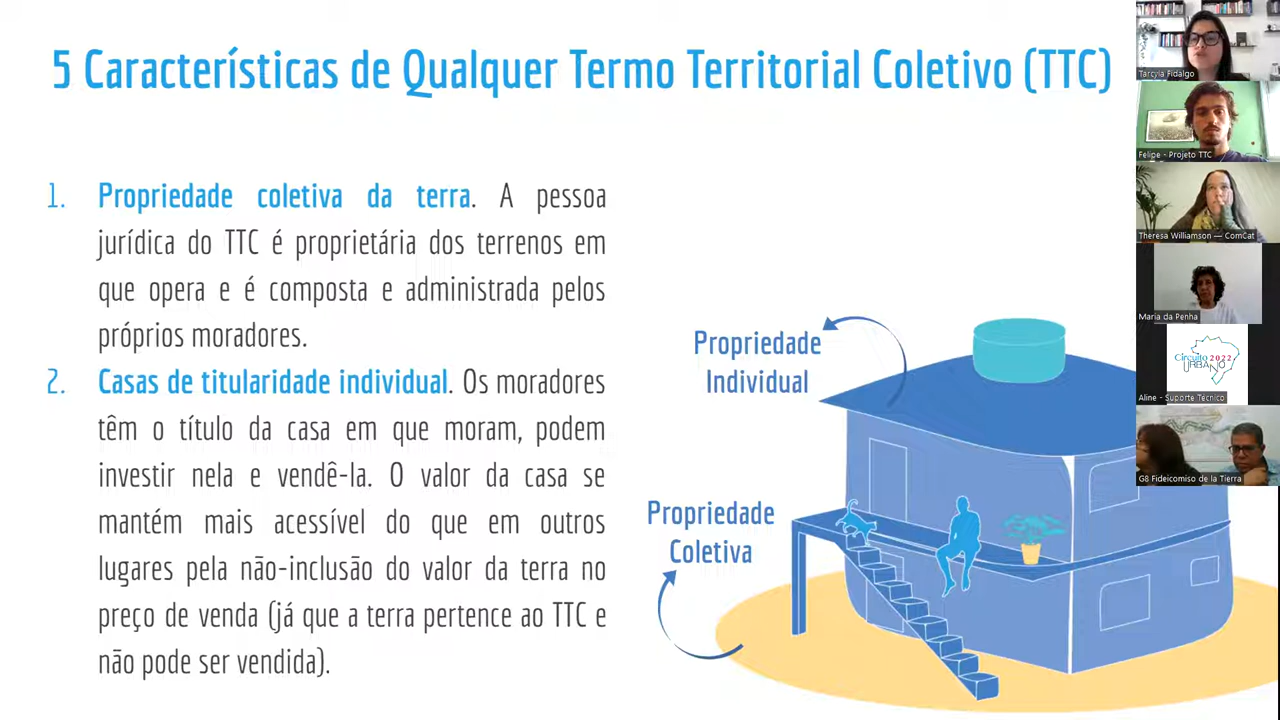 5 Características de Qualquer Termo Territorial Coletivo (TTC)
1. Propriedade coletiva da terra. A pessoa
jurídica do TTC é proprietária dos terrenos em
que opera e é composta e administrada pelos
próprios moradores.
2. Casas de titularidade individual. Os moradores
têm o título da casa em que moram, podem
investir nela e vendê-la. O valor da casa se
mantém mais acessível do que em outros
lugares pela não-inclusão do valor da terra no
preço de venda (já que a terra pertence ao TTC e
não pode ser vendida).
Propriedade
Individual
Propriedade
Coletiva
Tarcyla Fidalgo
Felipe - Projeto TTC
Theresa Williamson — ComCat
Maria da Penha
Circuito 2022
URBANO
Aline - Suporte Técnico
G8 Fideicomiso de la Tierra